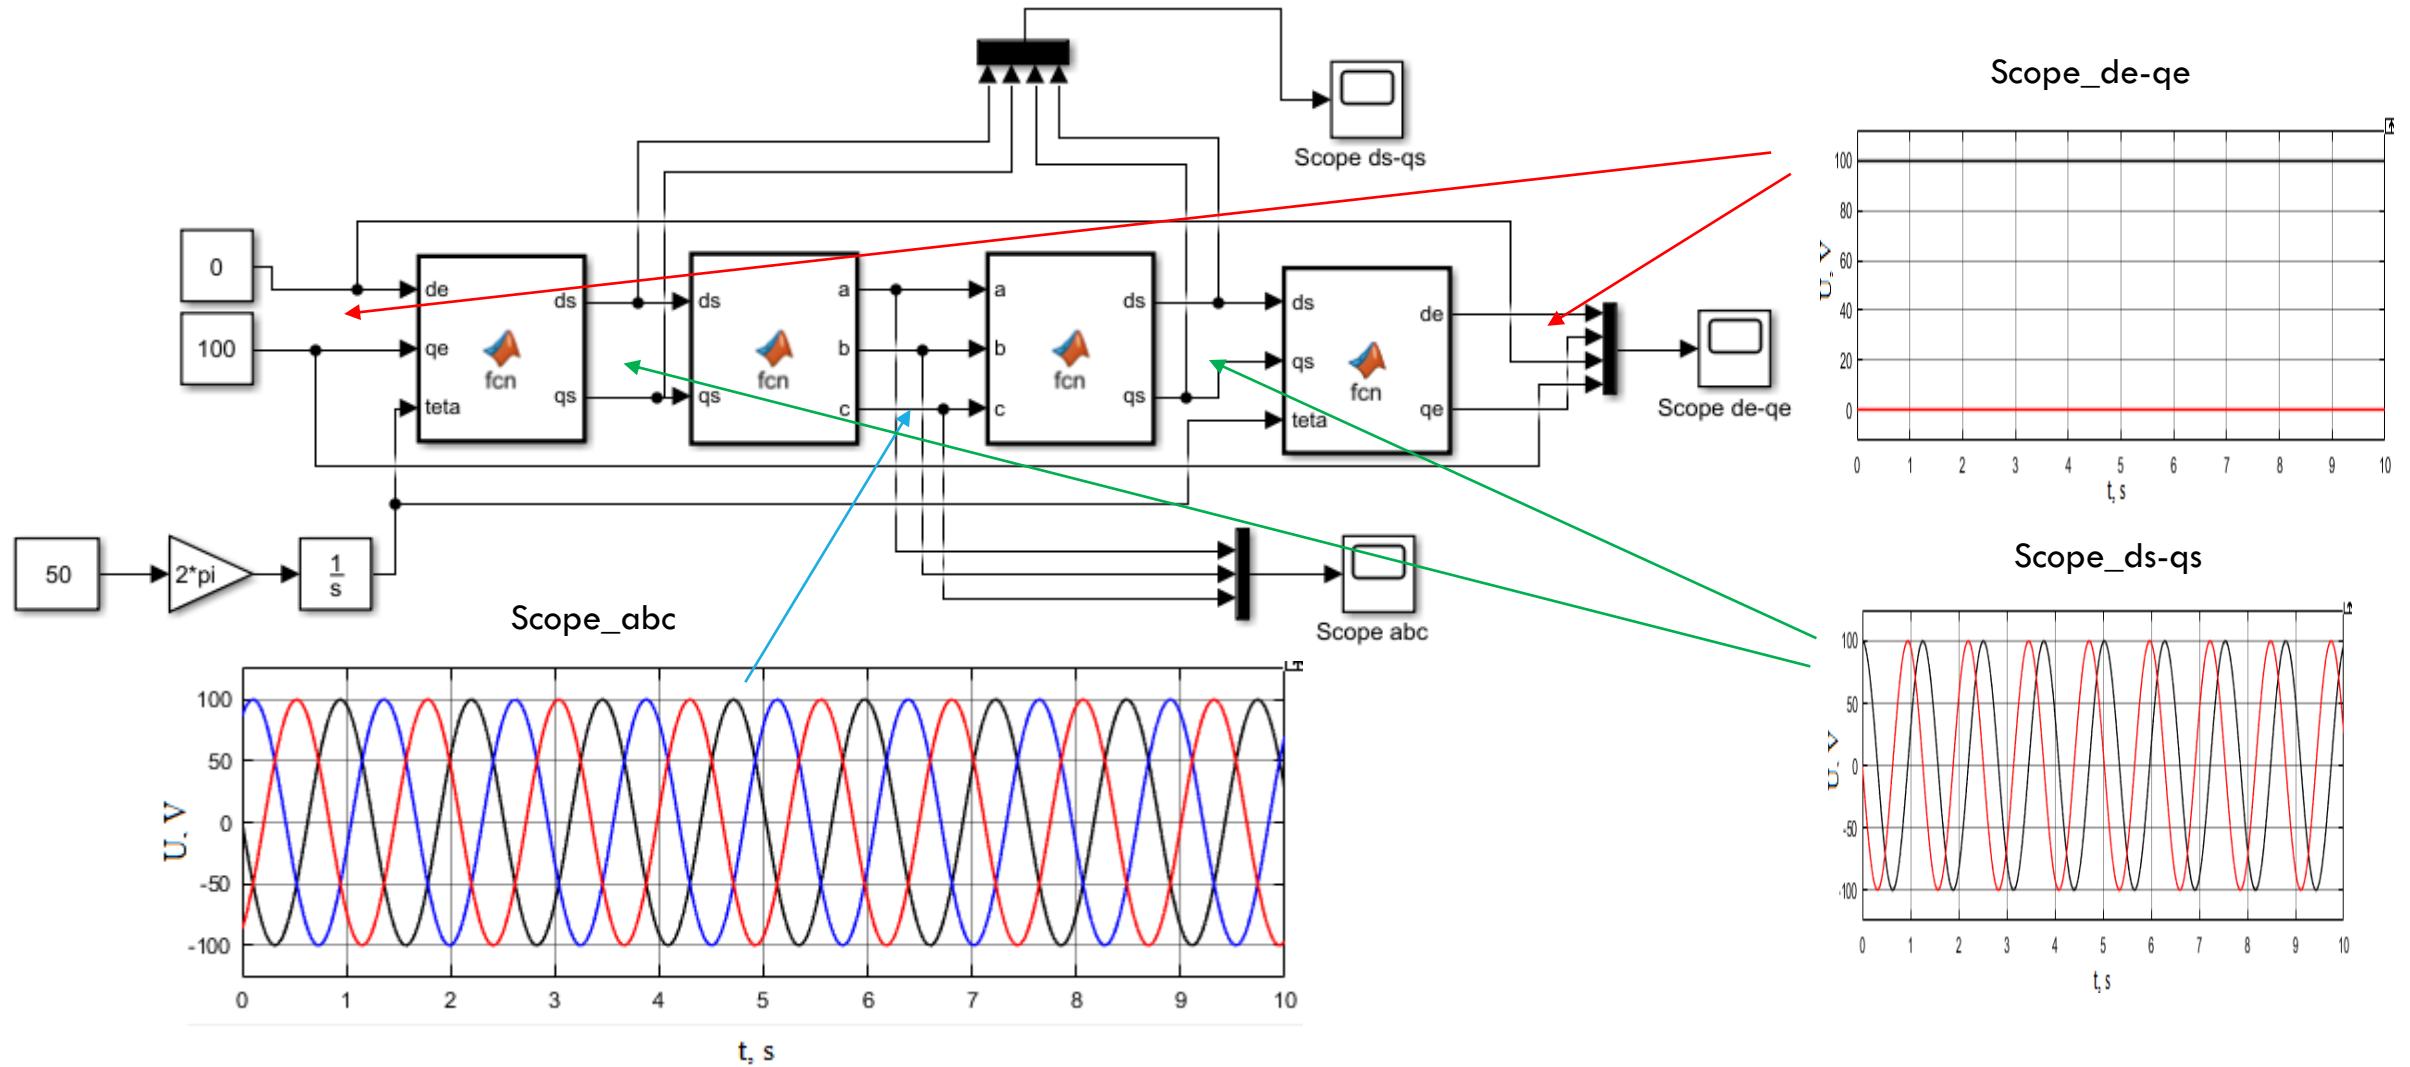 Scope ds-qs
0
100
de
qe
teta
ds
qs
fcn
ds
qs
a
b
c
fcn
a
b
c
ds
qs
fcn
ds
qs
teta
de
qe
fcn
Scope de-qe
50
2*pi
1
s
Scope abc
Scope_abc
100
50
0
-50
-100
U, V
0 1 2 3 4 5 6 7 8 9 10
t, s
Scope_de-qe
100
80
60
40
20
0
U, V
0 1 2 3 4 5 6 7 8 9 10
t, s
Scope_ds-qs
100
50
0
-50
-100
U, V
0 1 2 3 4 5 6 7 8 9 10
t, s